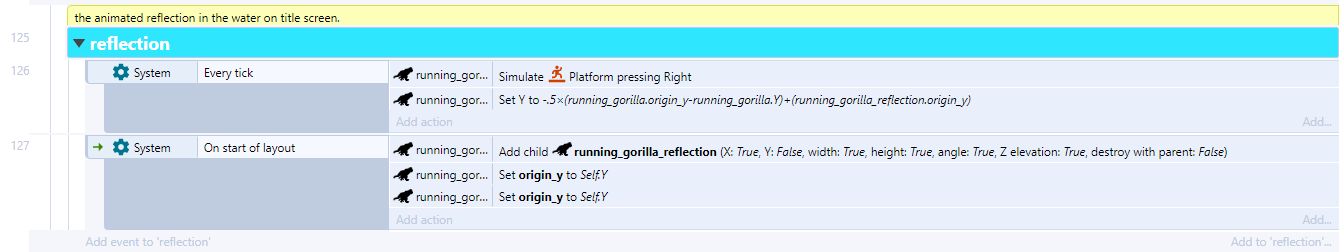 the animated reflection in the water on title screen.
125 reflection
126 System Every tick running_gor... Simulate Platform pressing Right
running_gor... Set Y to -.5×(running_gorilla.origin_y-running_gorilla.Y)+(running_gorilla_reflection.origin_y)
Add action Add...
127 System On start of layout running_gor... Add child running_gorilla_reflection (X: True, Y: False, width: True, height: True, angle: True, Z elevation: True, destroy with parent: False)
running_gor... Set origin_y to Self.Y
running_gor... Set origin_y to Self.Y
Add action Add...
Add event to 'reflection' Add to 'reflection'...